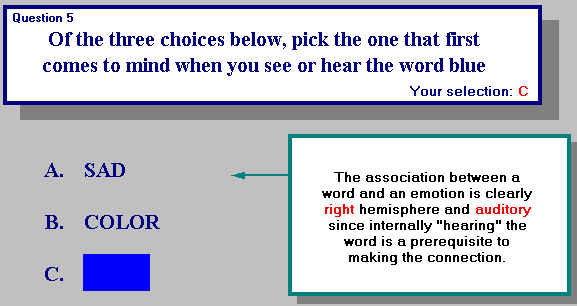 Question 5
Of the three choices below, pick the one that first
comes to mind when you see or hear the word blue
Your selection: C
A. SAD
B. COLOR
C.
The association between a
word and an emotion is clearly
right hemisphere and auditory
since internally "hearing" the
word is a prerequisite to
making the connection.